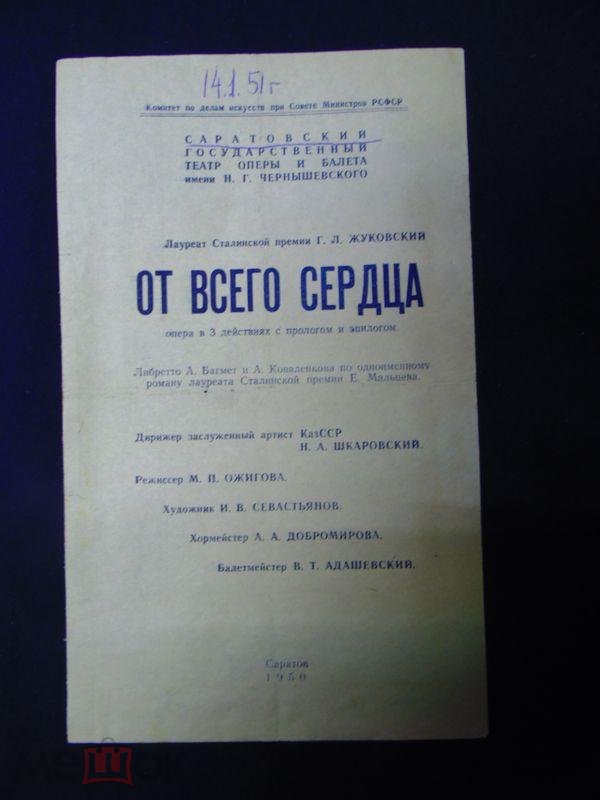 14.1.51 г
Комитет по делам искусств при Совете Министров РСФСР
САРАТОВСКИЙ
ГОСУДАРСТВЕННЫЙ
ТЕАТР ОПЕРЫ И БАЛЕТА
имени Н. Г. ЧЕРНЫШЕВСКОГО
Лауреат Сталинской премии Г. Л. ЖУКОВСКИЙ
ОТ ВСЕГО СЕРДЦА
опера в 3 действиях с прологом и эпилогом.
Либретто А. Багмет и А. Коваленкова по одноименному
роману лауреата Сталинской премии Е. Мальцева.
Дирижер заслуженный артист КазССР
Н. А. ШКАРОВСКИЙ.
Режиссер М. П. ОЖИГОВА.
Художник И. В. СЕВАСТЬЯНОВ.
Хормейстер А. А. ДОБРОМИРОВА.
Балетмейстер В. Т. АДАШЕВСКИЙ.
Саратов
1950
мешок